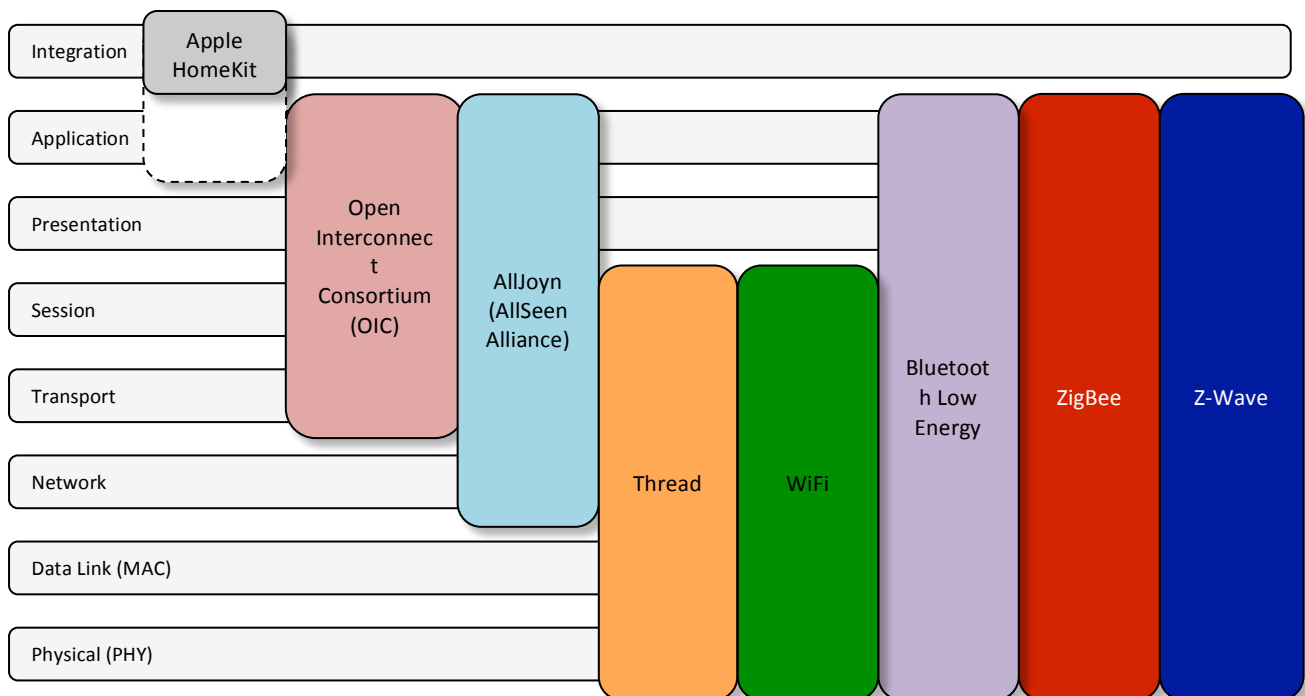 Integration
Apple
HomeKit
Application
Presentation
Session
Transport
Network
Data Link (MAC)
Physical (PHY)
Open
Interconnec
t
Consortium
(OIC)
AllJoyn
(AllSeen
Alliance)
Thread
WiFi
Bluetoot
h Low
Energy
ZigBee
Z-Wave